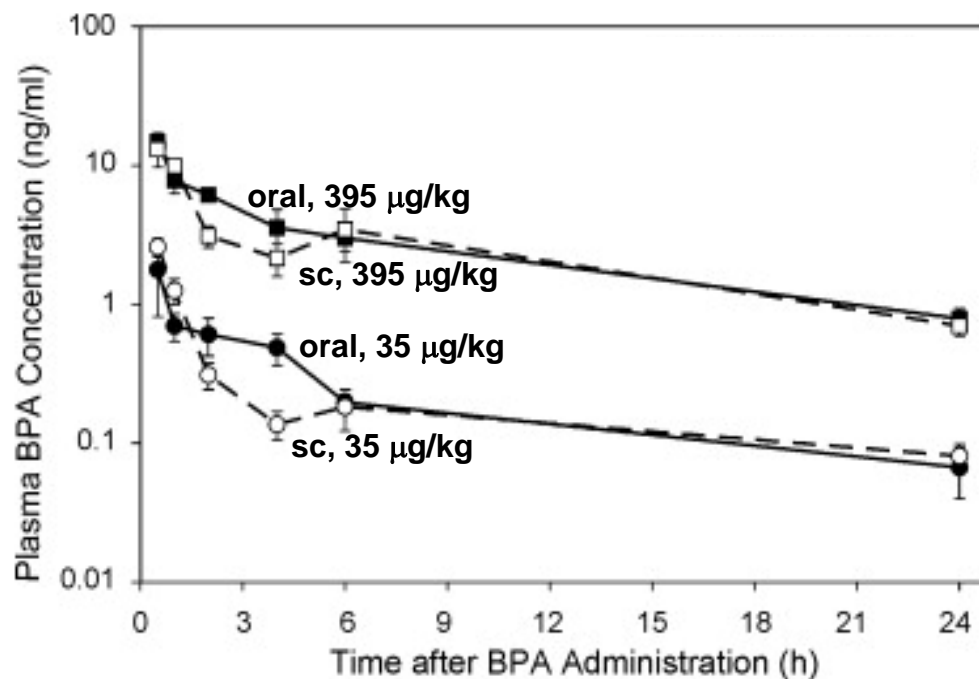 Plasma BPA Concentration (ng/ml)
100
10
1
0.1
0.01
oral, 395 μg/kg
sc, 395 μg/kg
oral, 35 μg/kg
sc, 35 μg/kg
0 3 6 9 12 15 18 21 24
Time after BPA Administration (h)